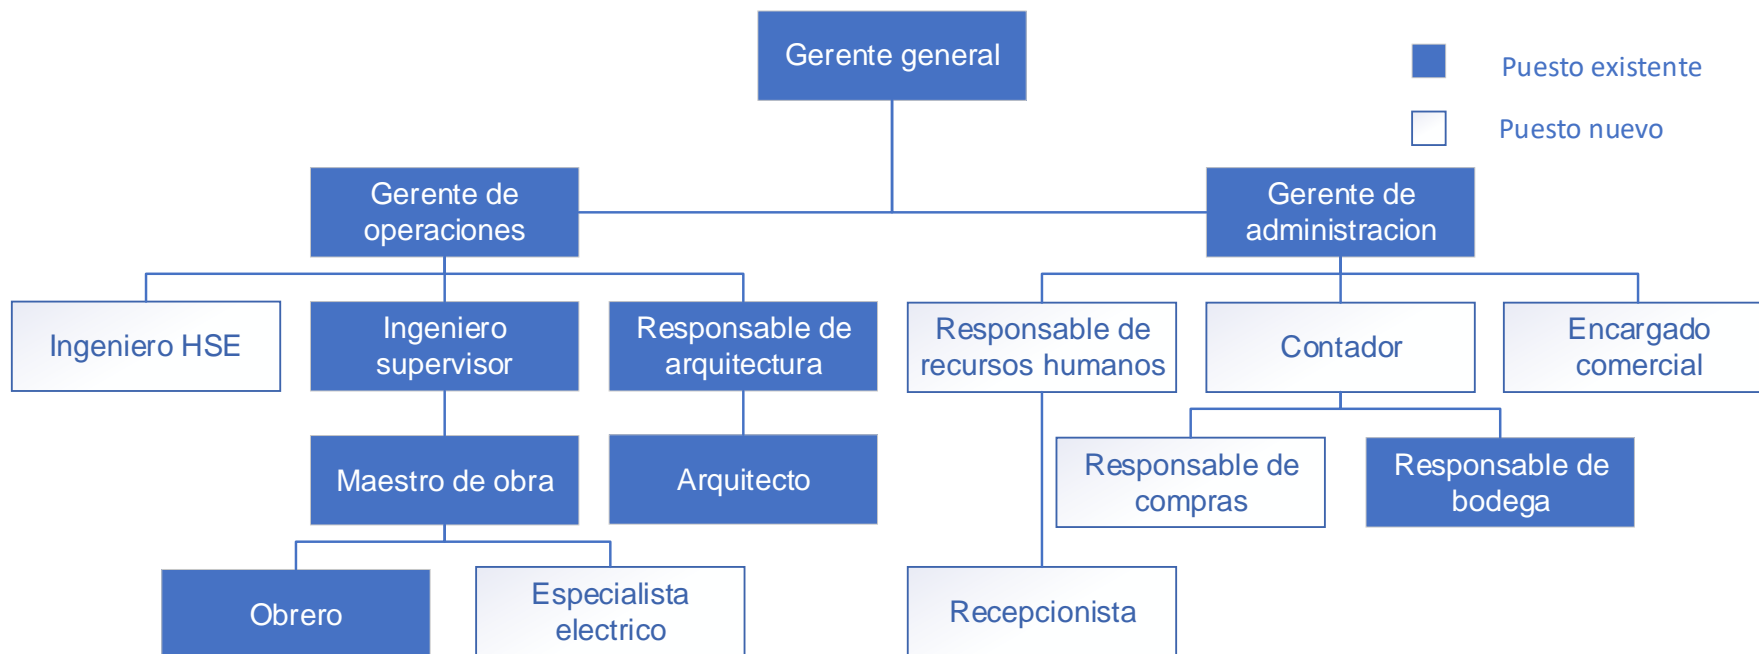 Gerente general
Puesto existente
Puesto nuevo
Gerente de
operaciones
Gerente de
administracion
Ingeniero HSE
Ingeniero
supervisor
Responsable de
arquitectura
Responsable de
recursos humanos
Contador
Encargado
comercial
Maestro de obra
Arquitecto
Responsable de
compras
Responsable de
bodega
Obrero
Especialista
electrico
Recepcionista